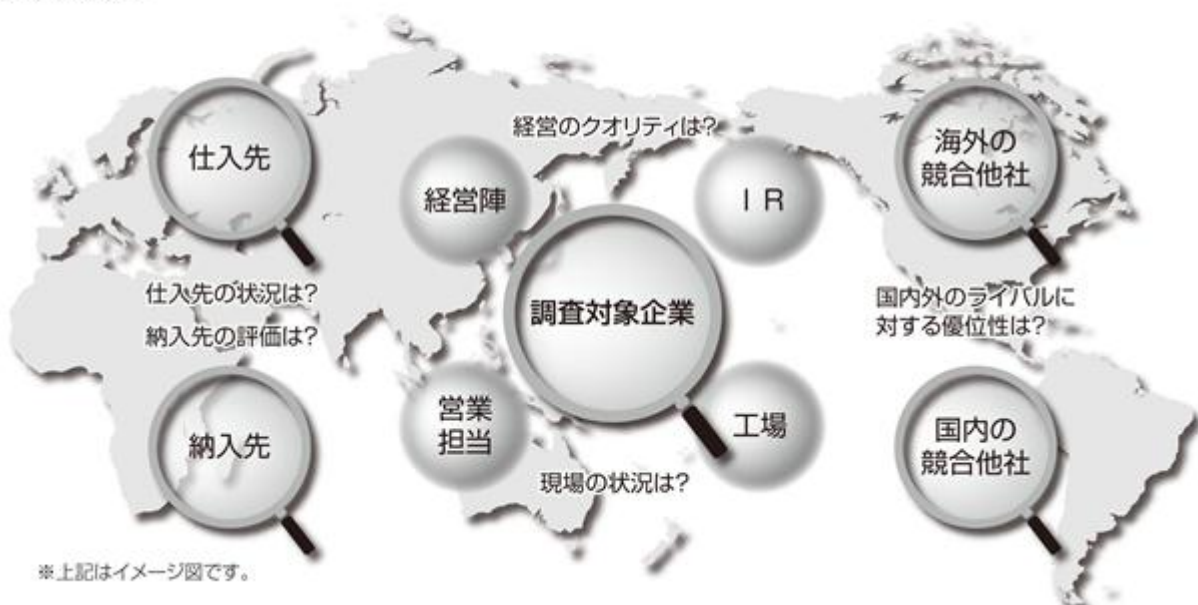 経営のクオリティは?
仕入先
海外の
競合他社
経営陣
I R
仕入先の状況は?
納入先の評価は?
調査対象企業
国内外のライバルに
対する優位性は?
営業
担当
工場
納入先
国内の
競合他社
現場の状況は?
※上記はイメージ図です。